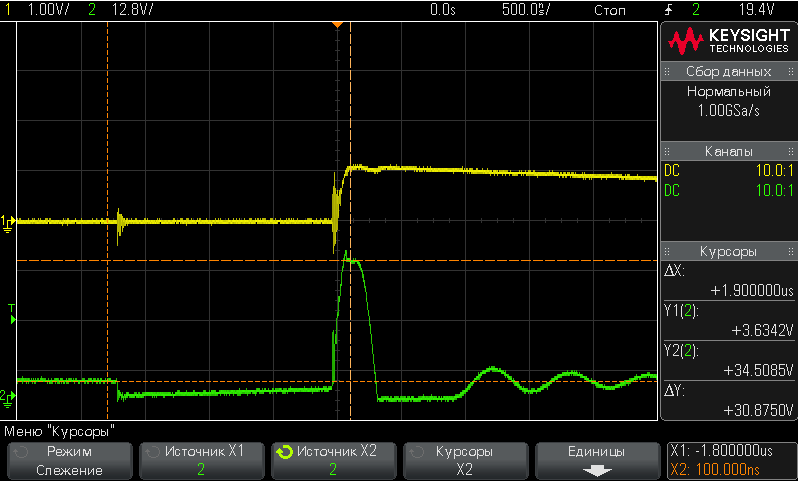 1 1.00V/ 2 12.8V/ 0.0s 500.0ns/ Стоп 2 19.4V
KEYSIGHT
TECHNOLOGIES
Сбор данных
Нормальный
1.00GSa/s
Каналы
DC 10.0:1
DC 10.0:1
Курсоры
ΔX:
+1.900000us
Y1(2):
+3.6342V
Y2(2):
+34.5085V
ΔY:
+30.8750V
1
T
2
Меню "Курсоры"
Режим
Слежение
Источник X1
2
Источник X2
2
Курсоры
X2
Единицы
X1: -1.800000us
X2: 100.000ns